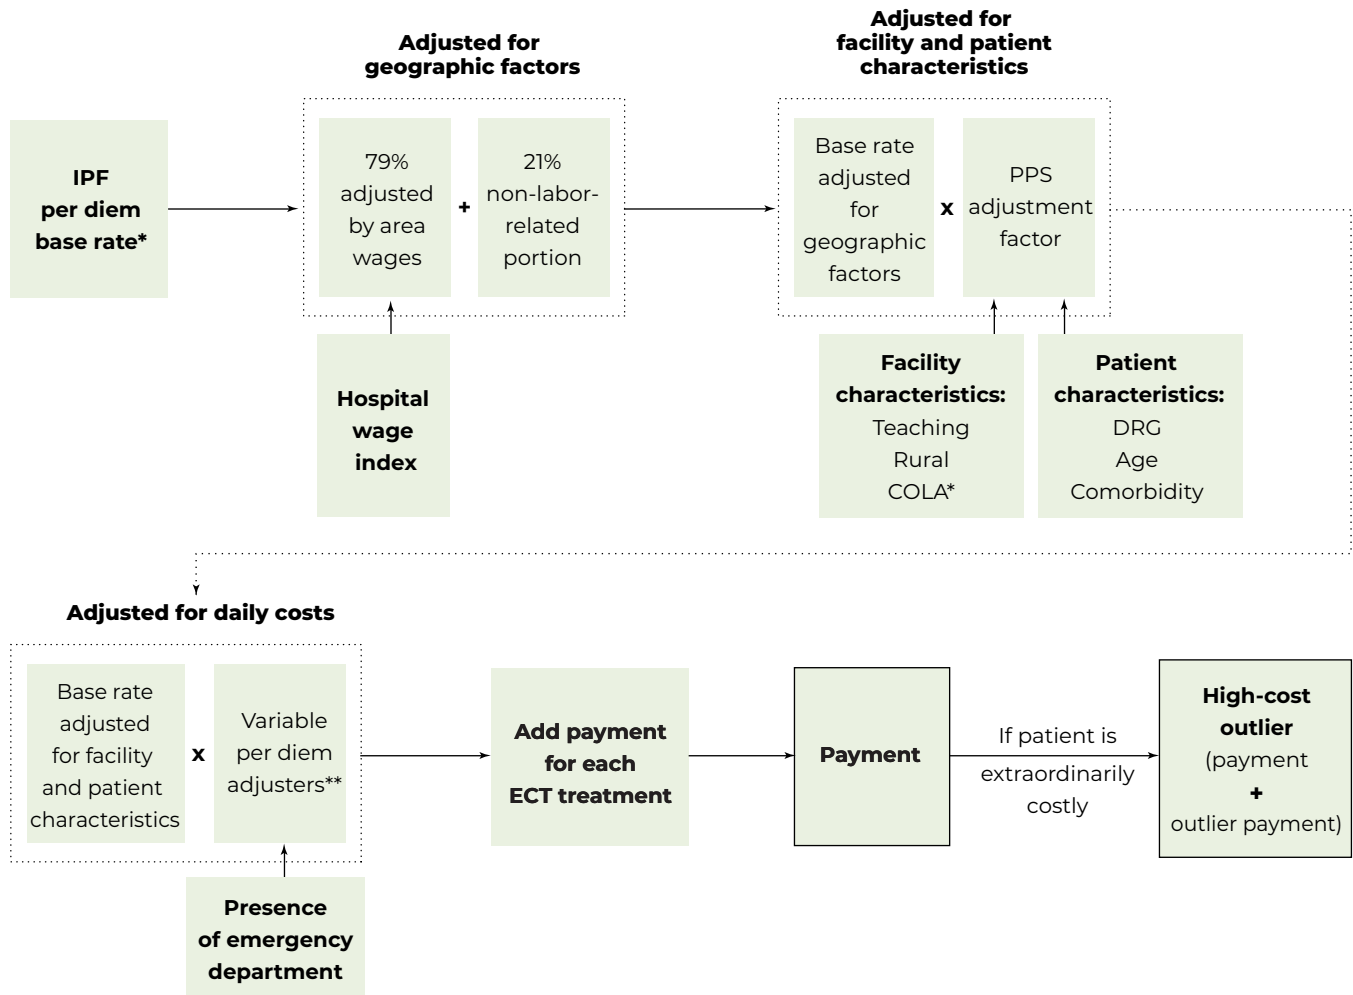 Adjusted for
geographic factors
Adjusted for
facility and patient
characteristics
IPF
per diem
base rate*
79%
adjusted
by area
wages
+
21%
non-labor-
related
portion
Base rate
adjusted
for
geographic
factors
x
PPS
adjustment
factor
Hospital
wage
index
Facility
characteristics:
Teaching
Rural
COLA*
Patient
characteristics:
DRG
Age
Comorbidity
Adjusted for daily costs
Base rate
adjusted
for facility
and patient
characteristics
x
Variable
per diem
adjusters**
Presence
of emergency
department
Add payment
for each
ECT treatment
Payment
If patient is
extraordinarily
costly
High-cost
outlier
(payment
+
outlier payment)